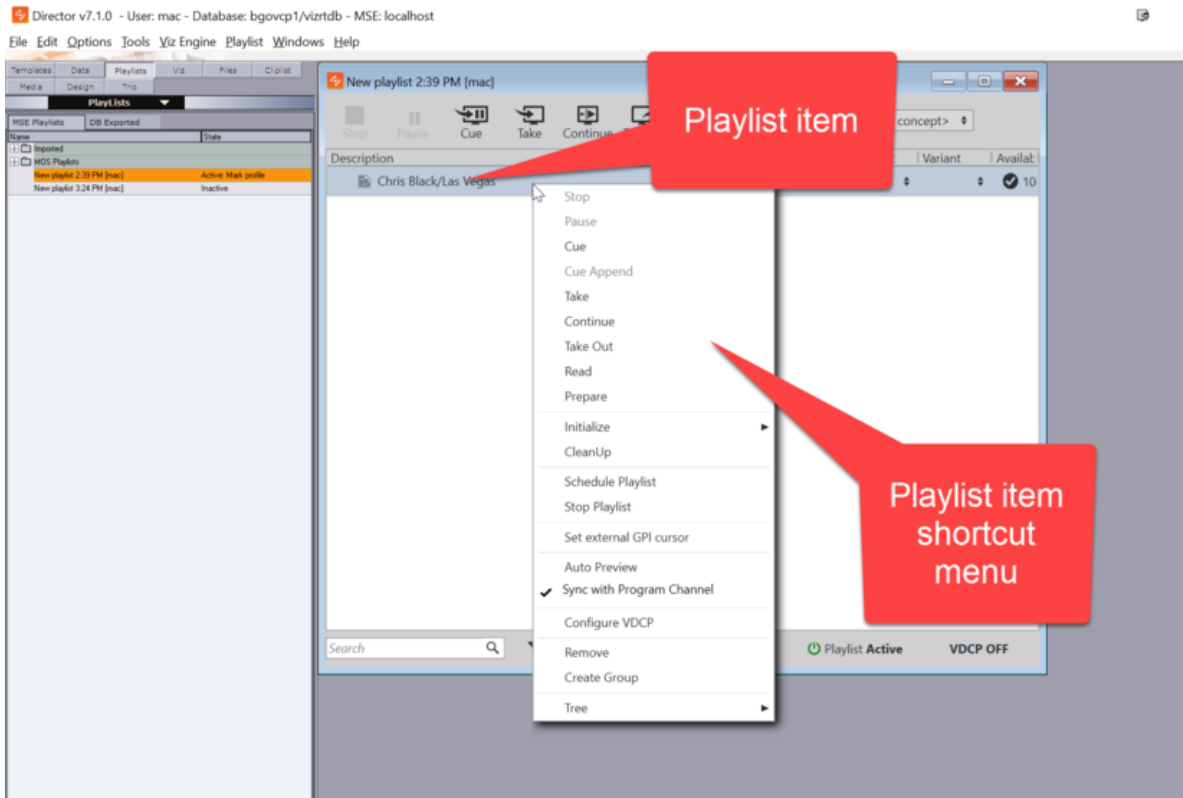 Director v7.1.0 - User: mac - Database: bgovcp1/vizrtdb - MSE: localhost
File Edit Options Tools Viz Engine Playlist Windows Help
Templates Data Playlists Viz Files Cliplist
Media Design Trio
PlayLists
MSE Playlists DB Exported
Name State
Imported
MOS Playlists
New playlist 2:39 PM [mac] Active: Mark profile
New playlist 3:24 PM [mac] Inactive
New playlist 2:39 PM [mac]
Stop Pause Cue Take Continue
concept>
Description Variant Availab
Chris Black/Las Vegas 10
Playlist item
Stop
Pause
Cue
Cue Append
Take
Continue
Take Out
Read
Prepare
Initialize
CleanUp
Schedule Playlist
Stop Playlist
Set external GPI cursor
Auto Preview
Sync with Program Channel
Configure VDCP
Remove
Create Group
Tree
Playlist item
shortcut
menu
Search Playlist Active VDCP OFF